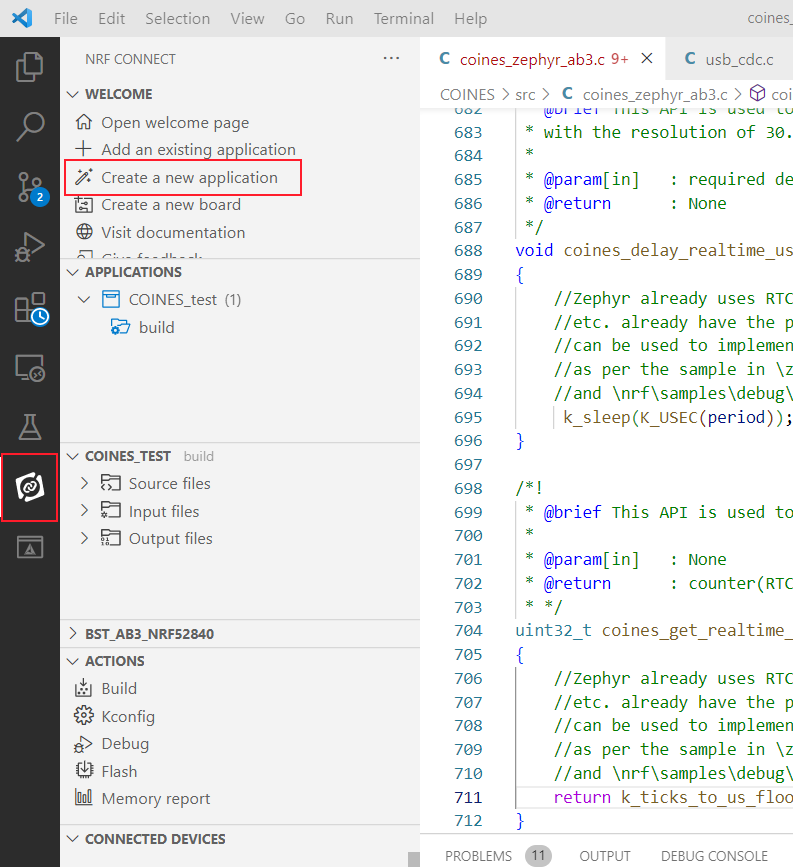 File Edit Selection View Go Run Terminal Help coines_
NRF CONNECT ...
WELCOME
Open welcome page
Add an existing application
Create a new application
Create a new board
Visit documentation
Give feedback
2
APPLICATIONS
COINES_test (1)
build
COINES_TEST build
Source files
Input files
Output files
BST_AB3_NRF52840
ACTIONS
Build
Kconfig
Debug
Flash
Memory report
CONNECTED DEVICES
C coines_zephyr_ab3.c 9+ C usb_cdc.c
COINES > src > C coines_zephyr_ab3.c > coi
682 * @brief This API is used to
683 * with the resolution of 30.
684 *
685 * @param[in] : required de
686 * @return : None
687 */
688 void coines_delay_realtime_us
689 {
690 //Zephyr already uses RTC
691 //etc. already have the p
692 //can be used to implemen
693 //as per the sample in \z
694 //and \nrf\samples\debug\
695 k_sleep(K_USEC(period));
696 }
697
698 /*!
699 * @brief This API is used to
700 *
701 * @param[in] : None
702 * @return : counter(RTC
703 * */
704 uint32_t coines_get_realtime_
705 {
706 //Zephyr already uses RTC
707 //etc. already have the p
708 //can be used to implemen
709 //as per the sample in \z
710 //and \nrf\samples\debug\
711 return k_ticks_to_us_floo
712 }
PROBLEMS 11 OUTPUT DEBUG CONSOLE